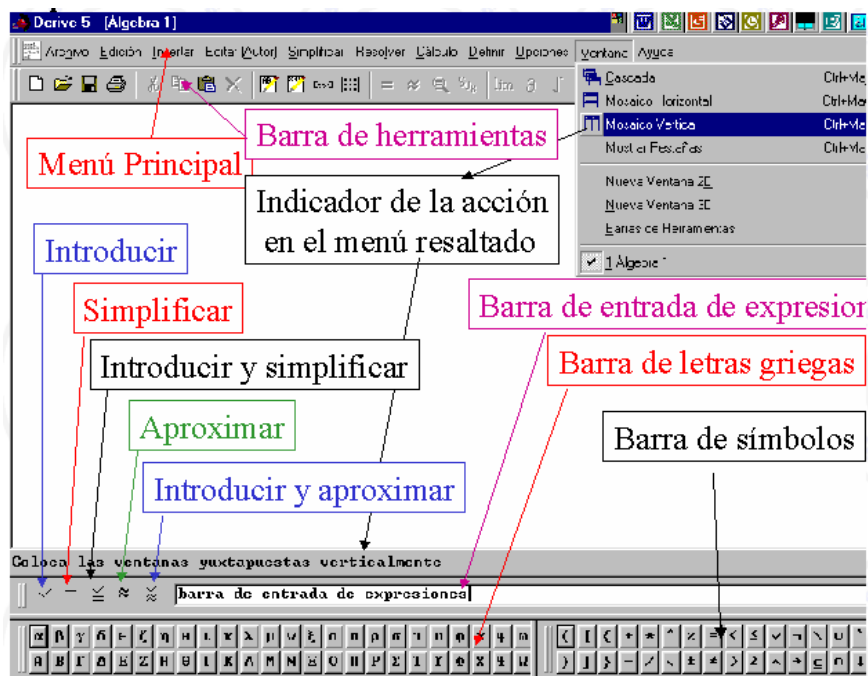 Derive 5 [Álgebra 1]
Archivo Edición Insertar Editar (Autor) Simplificar Resolver Cálculo Definir Opciones Ventana Ayuda
Cascada
Mosaico Horizontal
Mosaico Vertical
Mostrar Pestañas
Nueva Ventana 2D
Nueva Ventana 3D
Barras de Herramientas
1 Álgebra 1
Barra de herramientas
Menú Principal
Indicador de la acción
en el menú resaltado
Introducir
Barra de entrada de expresion
Simplificar
Barra de letras griegas
Introducir y simplificar
Aproximar
Barra de símbolos
Introducir y aproximar
Coloca las ventanas yuxtapuestas verticalmente
barra de entrada de expresiones